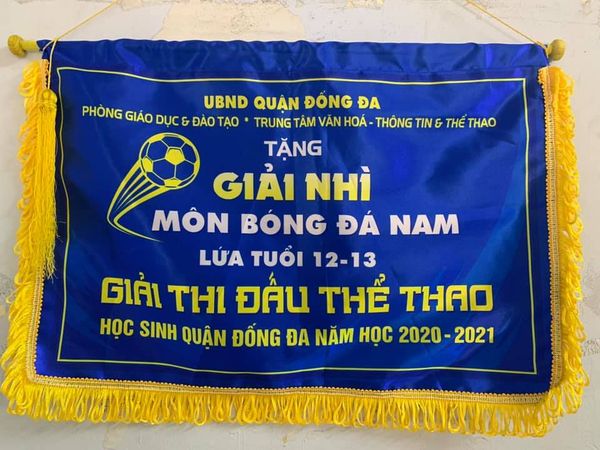 UBND QUẬN ĐỐNG ĐA
PHÒNG GIÁO DỤC & ĐÀO TẠO * TRUNG TÂM VĂN HOÁ - THÔNG TIN & THỂ THAO
TẶNG
GIẢI NHÌ
MÔN BÓNG ĐÁ NAM
LỨA TUỔI 12-13
GIẢI THI ĐẤU THỂ THAO
HỌC SINH QUẬN ĐỐNG ĐA NĂM HỌC 2020 - 2021